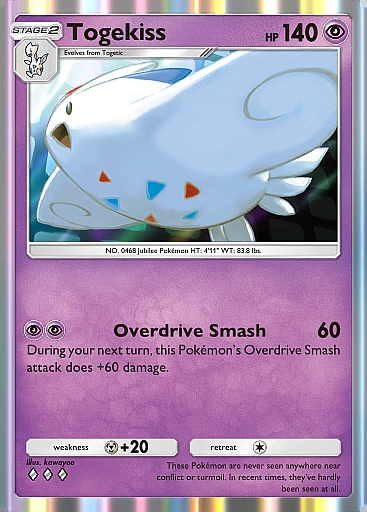 STAGE 2
Togekiss
HP 140
Evolves from Togetic
NO. 0468 Jubilee Pokémon HT: 4'11" WT: 83.8 lbs.
Overdrive Smash 60
During your next turn, this Pokémon's Overdrive Smash
attack does +60 damage.
weakness +20 retreat
Illus. kawayoo
These Pokémon are never seen anywhere near
conflict or turmoil. In recent times, they've hardly
been seen at all.